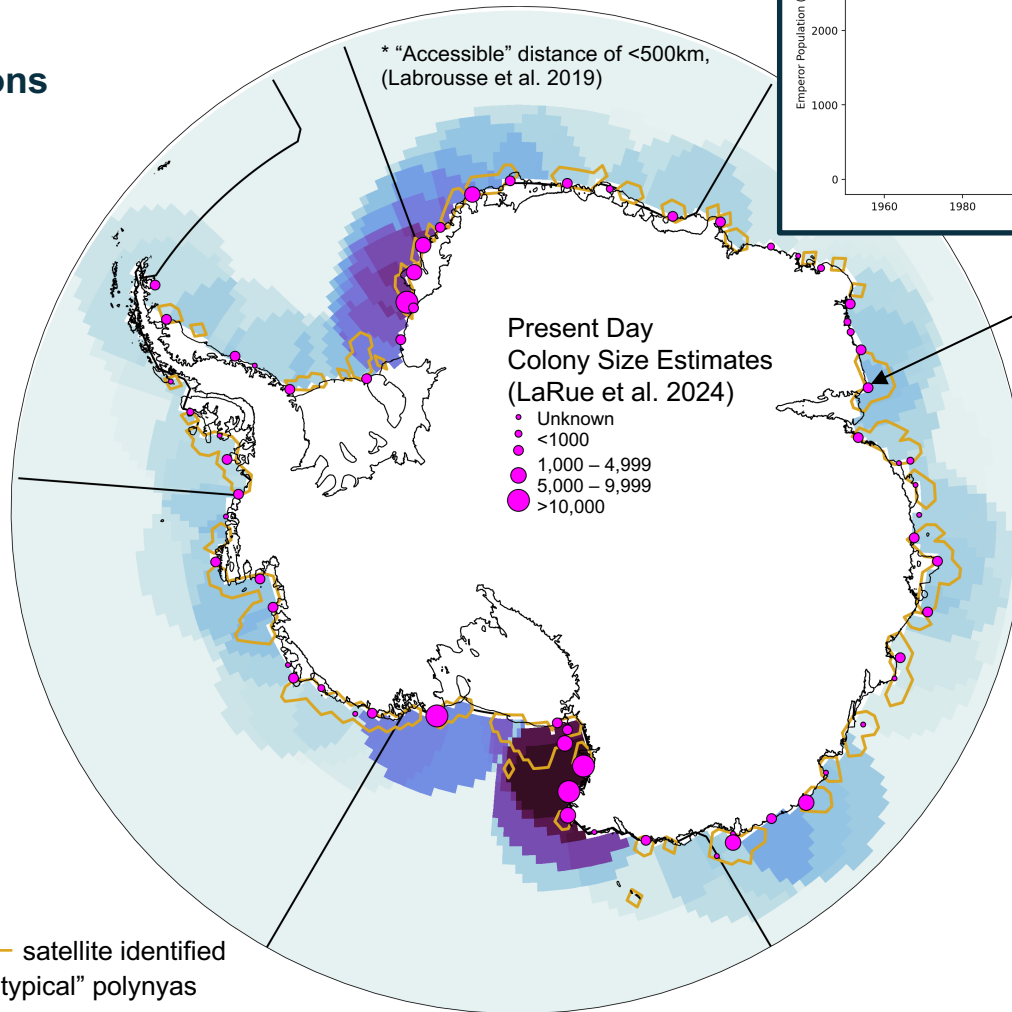 ons
* “Accessible” distance of <500km,
(Labrousse et al. 2019)
Emperor Population (
2000
1000
0
1960
1980
Present Day
Colony Size Estimates
(LaRue et al. 2024)
Unknown
<1000
1,000 – 4,999
5,000 – 9,999
>10,000
satellite identified
typical” polynyas